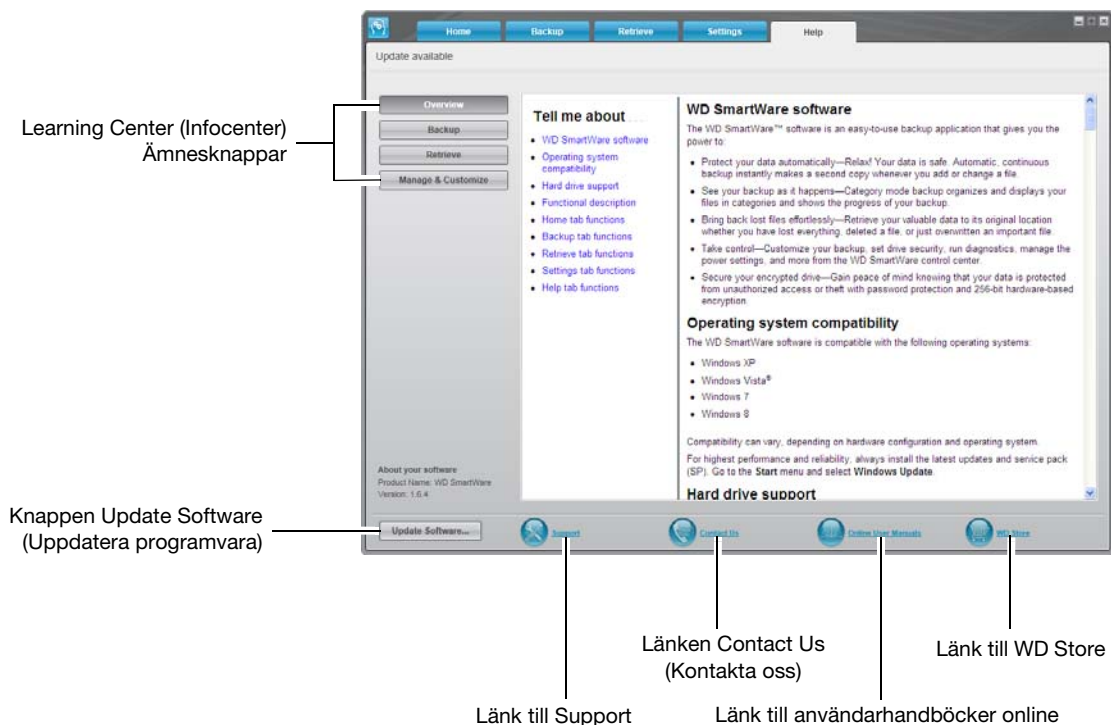 Home
Backup
Retrieve
Settings
Help
Update available
Learning Center (Infocenter)
Ämnesknappar
Overview
Backup
Retrieve
Manage & Customize
Tell me about
• WD SmartWare software
• Operating system
compatibility
• Hard drive support
• Functional description
• Home tab functions
• Backup tab functions
• Retrieve tab functions
• Settings tab functions
• Help tab functions
WD SmartWare software
The WD SmartWare™ software is an easy-to-use backup application that gives you the
power to:
• Protect your data automatically—Relax! Your data is safe. Automatic, continuous
backup instantly makes a second copy whenever you add or change a file.
• See your backup as it happens—Category mode backup organizes and displays your
files in categories and shows the progress of your backup.
• Bring back lost files effortlessly—Retrieve your valuable data to its original location
whether you have lost everything, deleted a file, or just overwritten an important file.
• Take control—Customize your backup, set drive security, run diagnostics, manage the
power settings, and more from the WD SmartWare control center.
• Secure your encrypted drive—Gain peace of mind knowing that your data is protected
from unauthorized access or theft with password protection and 256-bit hardware-based
encryption.
Operating system compatibility
The WD SmartWare software is compatible with the following operating systems:
• Windows XP
• Windows Vista®
• Windows 7
• Windows 8
Compatibility can vary, depending on hardware configuration and operating system.
For highest performance and reliability, always install the latest updates and service pack
(SP). Go to the Start menu and select Windows Update.
Hard drive support
About your software
Product Name: WD SmartWare
Version: 1.6.4
Knappen Update Software
(Uppdatera programvara)
Update Software...
Support
Contact Us
Online User Manuals
WD Store
Länken Contact Us
(Kontakta oss)
Länk till WD Store
Länk till Support
Länk till användarhandböcker online